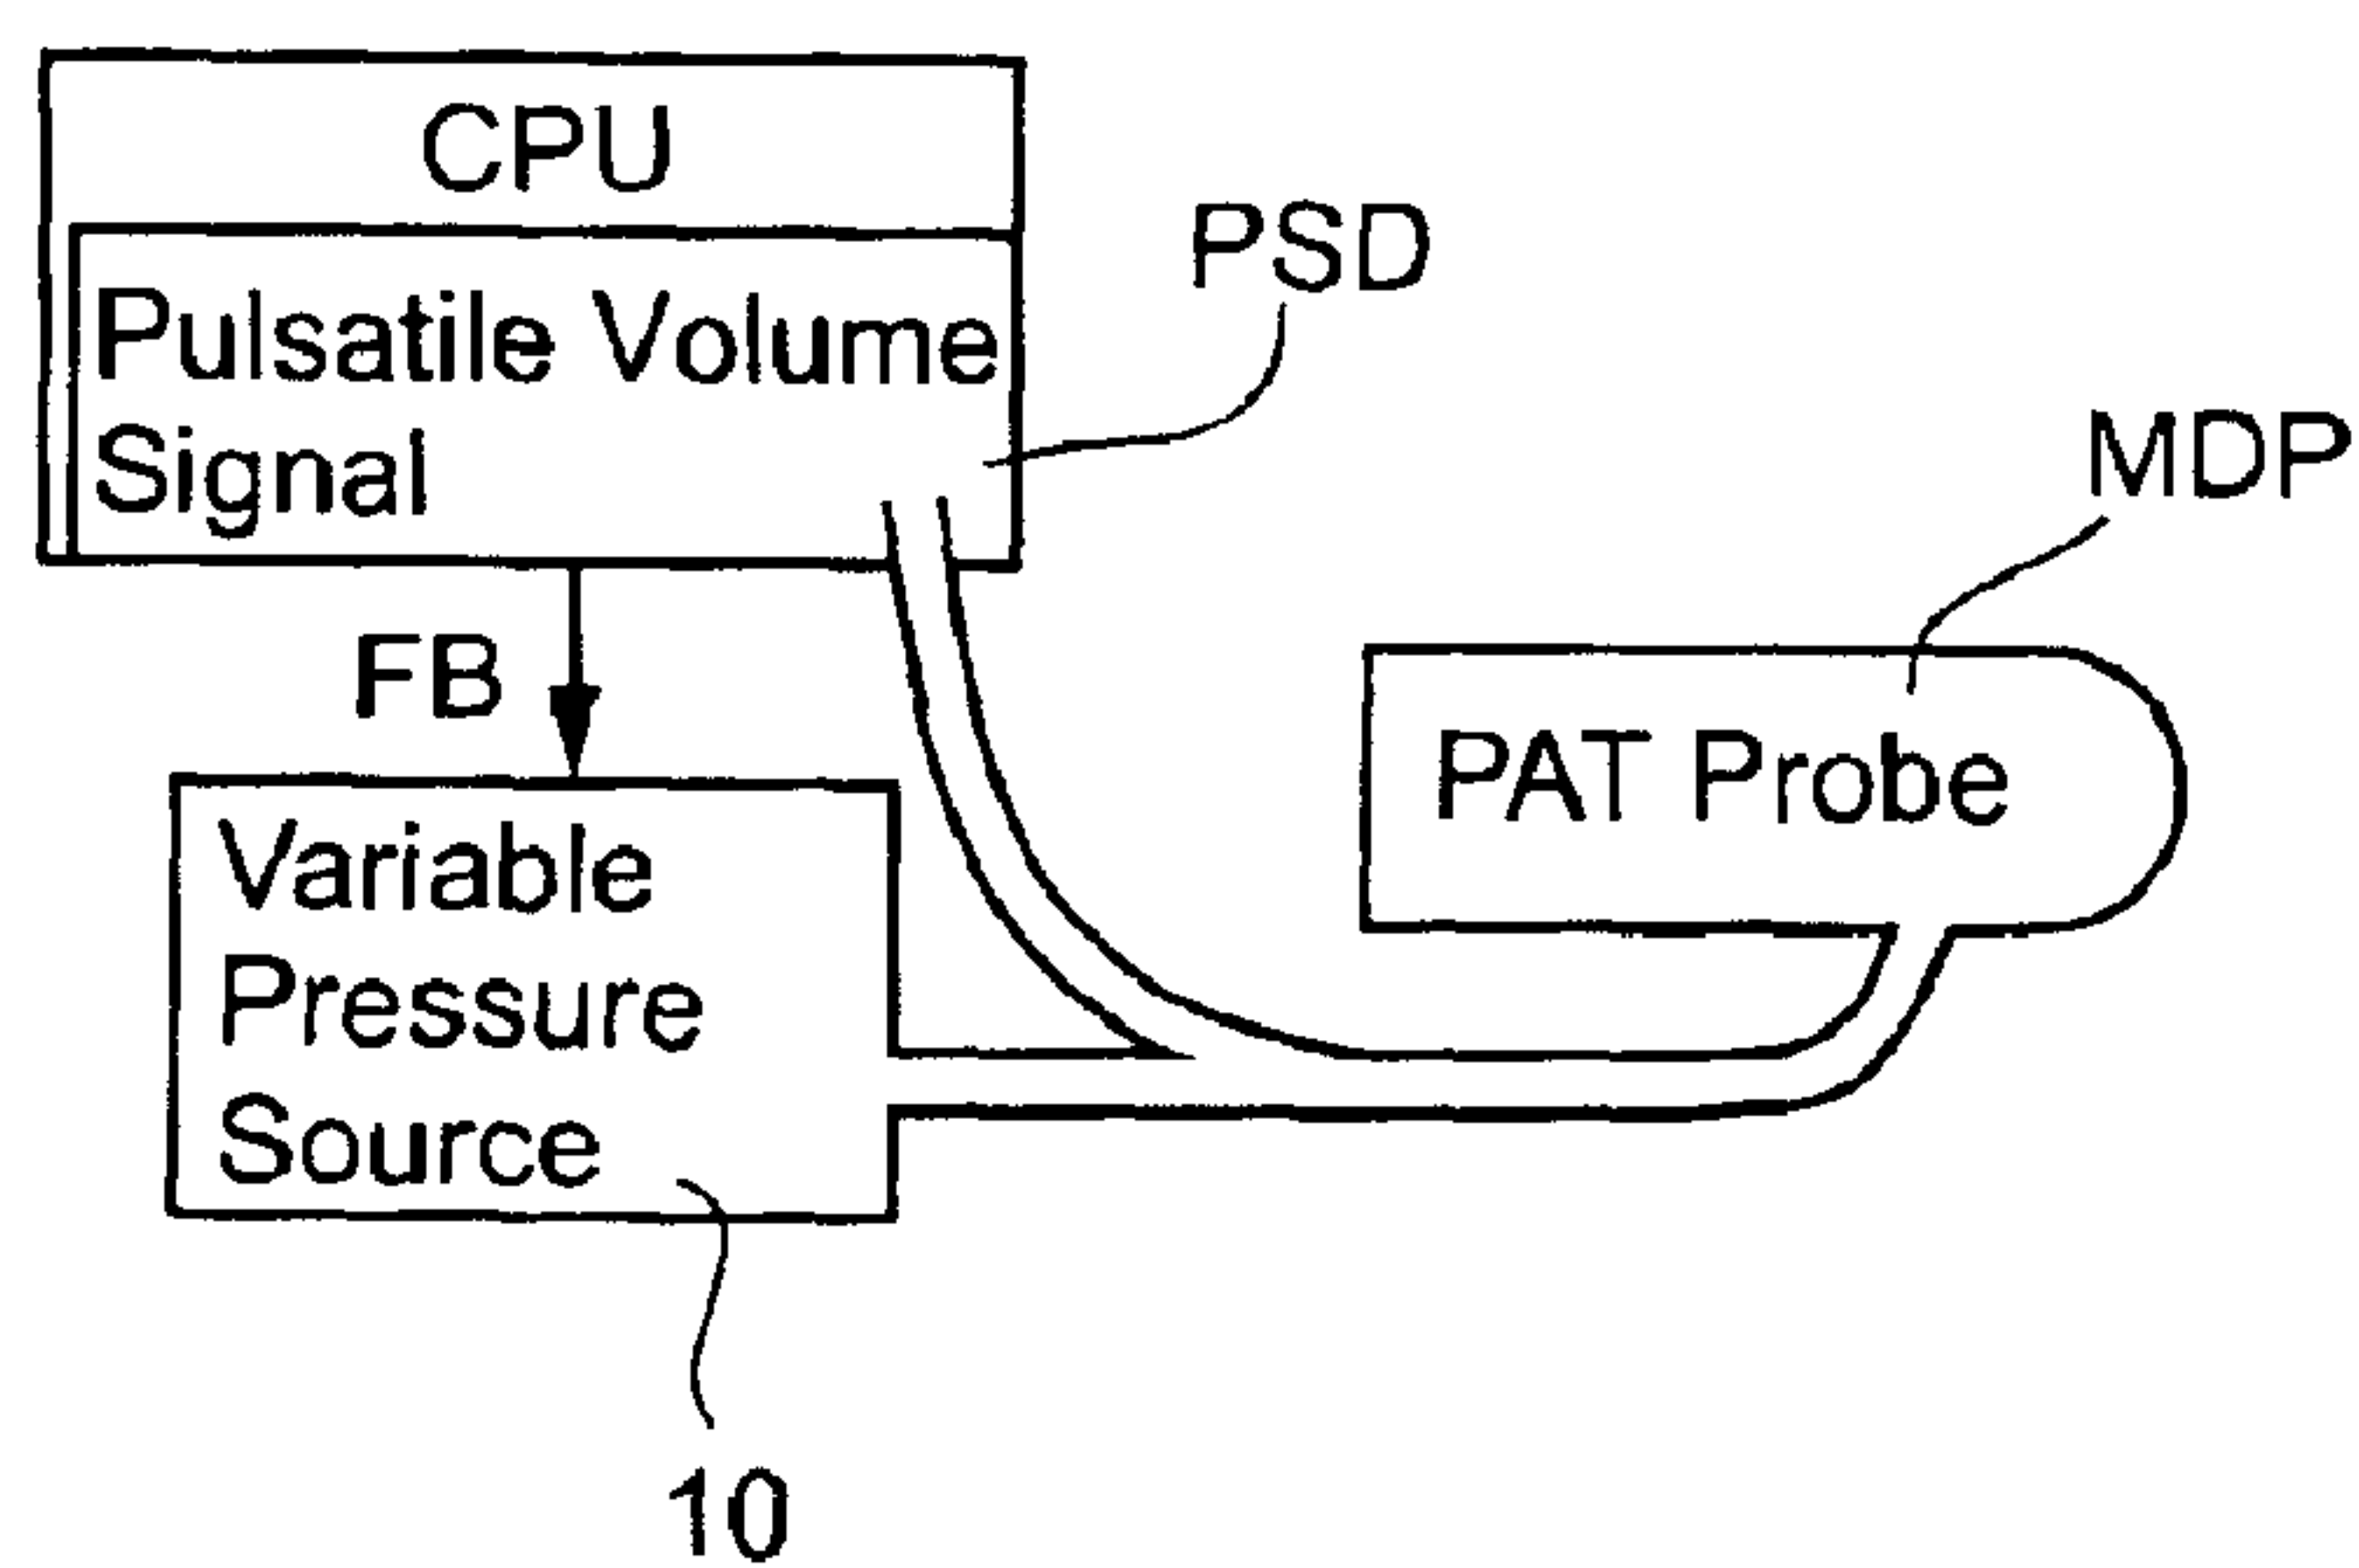 CPU
Pulsatile Volume
Signal
PSD
MDP
FB
PAT Probe
Variable
Pressure
Source
10